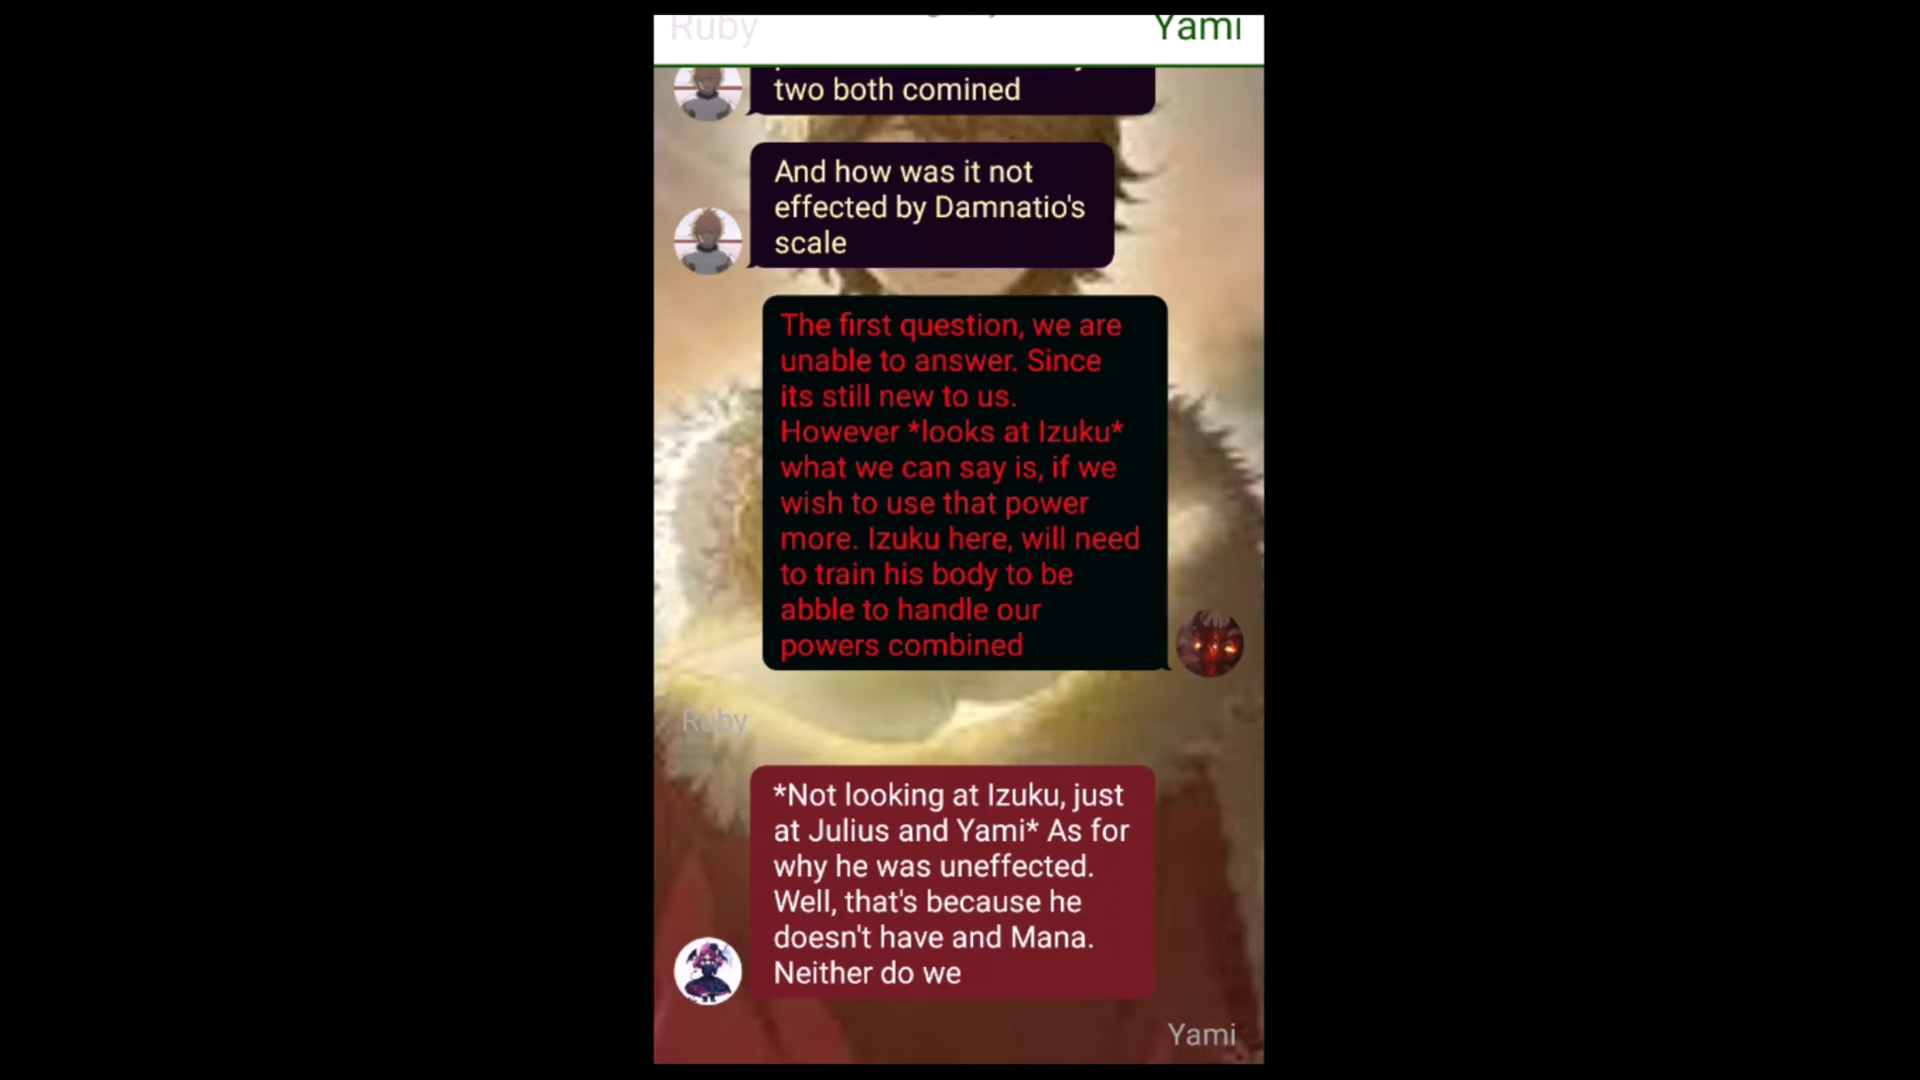 Ruby
Yami
two both comined
And how was it not
effected by Damnatio's
scale
The first question, we are
unable to answer. Since
its still new to us.
However *looks at Izuku*
what we can say is, if we
wish to use that power
more. Izuku here, will need
to train his body to be
abble to handle our
powers combined
Ruby
*Not looking at Izuku, just
at Julius and Yami* As for
why he was uneffected.
Well, that's because he
doesn't have and Mana.
Neither do we
Yami